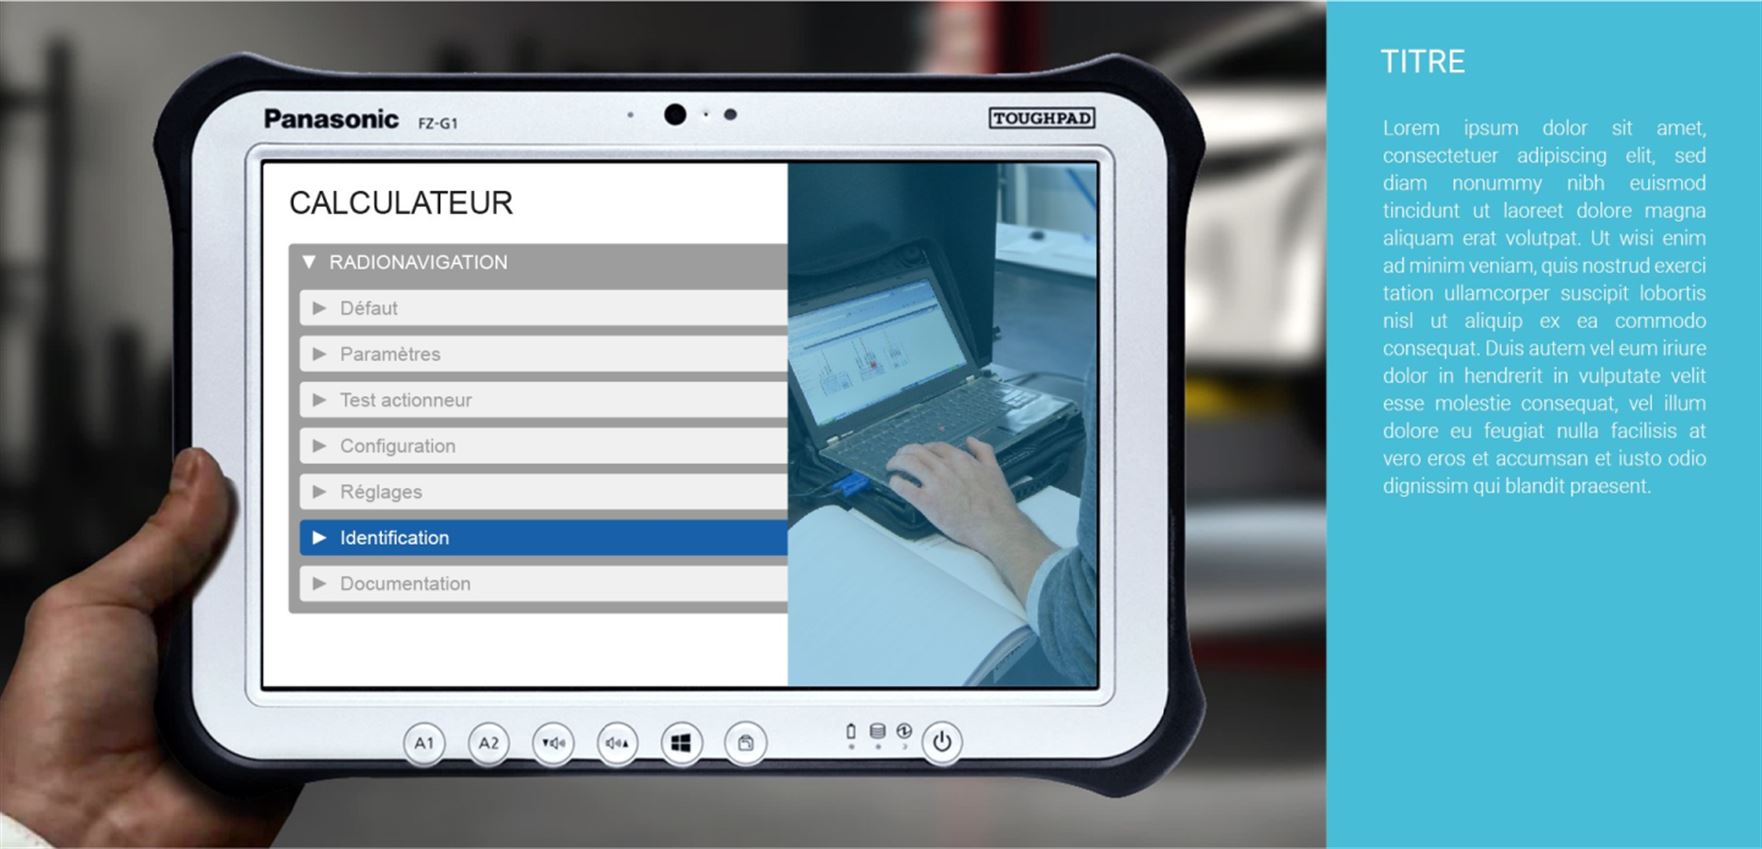 Panasonic FZ-G1 TOUGHPAD
CALCULATEUR
RADIONAVIGATION
Défaut
Paramètres
Test actionneur
Configuration
Réglages
Identification
Documentation
A1 A2
TITRE
Lorem ipsum dolor sit amet,
consectetuer adipiscing elit, sed
diam nonummy nibh euismod
tincidunt ut laoreet dolore magna
aliquam erat volutpat. Ut wisi enim
ad minim veniam, quis nostrud exerci
tation ullamcorper suscipit lobortis
nisl ut aliquip ex ea commodo
consequat. Duis autem vel eum iriure
dolor in hendrerit in vulputate velit
esse molestie consequat, vel illum
dolore eu feugiat nulla facilisis at
vero eros et accumsan et iusto odio
dignissim qui blandit praesent.